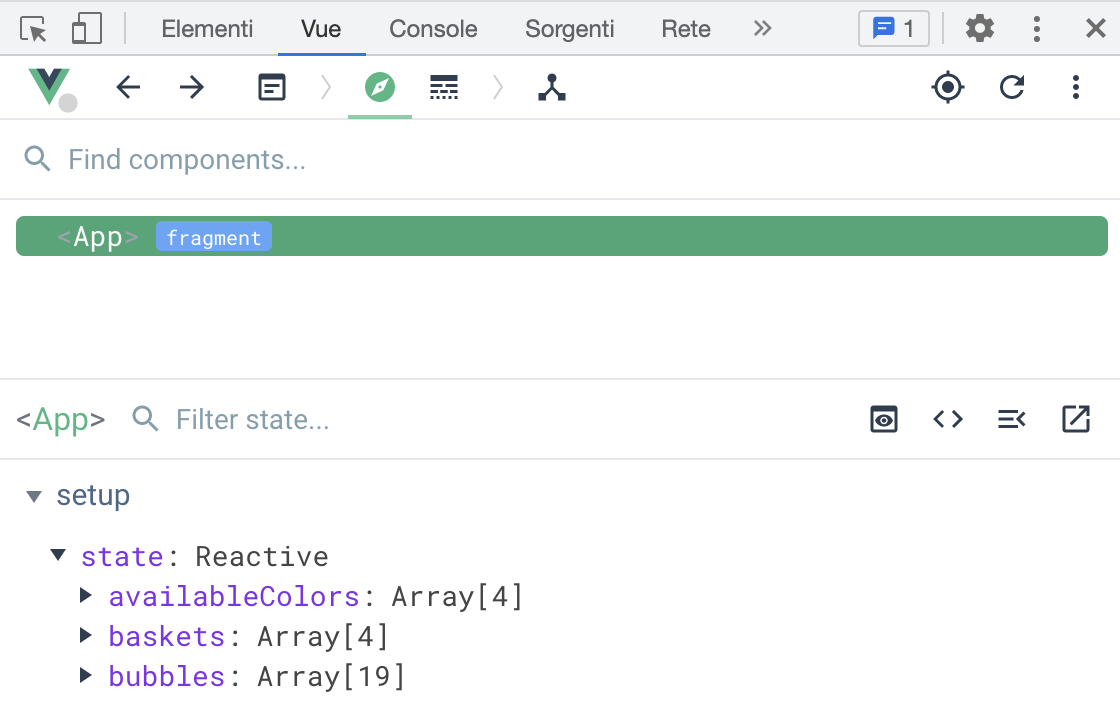 Elementi Vue Console Sorgenti Rete 1
Find components...
<App> fragment
<App> Filter state...
setup
state: Reactive
availableColors: Array[4]
baskets: Array[4]
bubbles: Array[19]